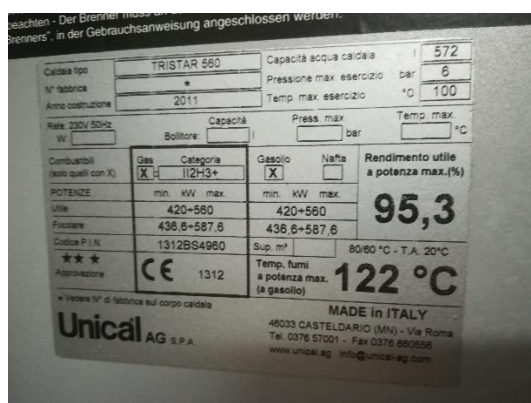 beachten - Der Brenner muss
Brenners", in der Gebrauchsanweisung angeschlossen werden.
Caldaia tipo TRISTAR 560 Capacità acqua caldaia l 572
N° fabbrica * Pressione max. esercizio bar 6
Anno costruzione 2011 Temp. max. esercizio °C 100
Rete: 230V 50Hz Capacità Press. max. Temp. max.
W: Bollitore: l bar °C
Combustibili Gas Categoria Gasolio Nafta Rendimento utile
(solo quelli con X) X II2H3+ X a potenza max.(%)
POTENZE min. kW max. min. kW max.
Utile 420÷560 420÷560 95,3
Focolare 436,6÷587,6 436,6÷587,6
Codice P.I.N. 1312BS4960 Sup. m² 80/60 °C - T.A. 20°C
★★★ Temp. fumi
Approvazione CE 1312 a potenza max. 122 °C
(a gasolio)
* Vedere N° di fabbrica sul corpo caldaia MADE in ITALY
Unical AG S.P.A. 46033 CASTELDARIO (MN) - Via Roma
Tel. 0376 57001 - Fax 0376 660556
www.unical.ag info@unical-ag.com